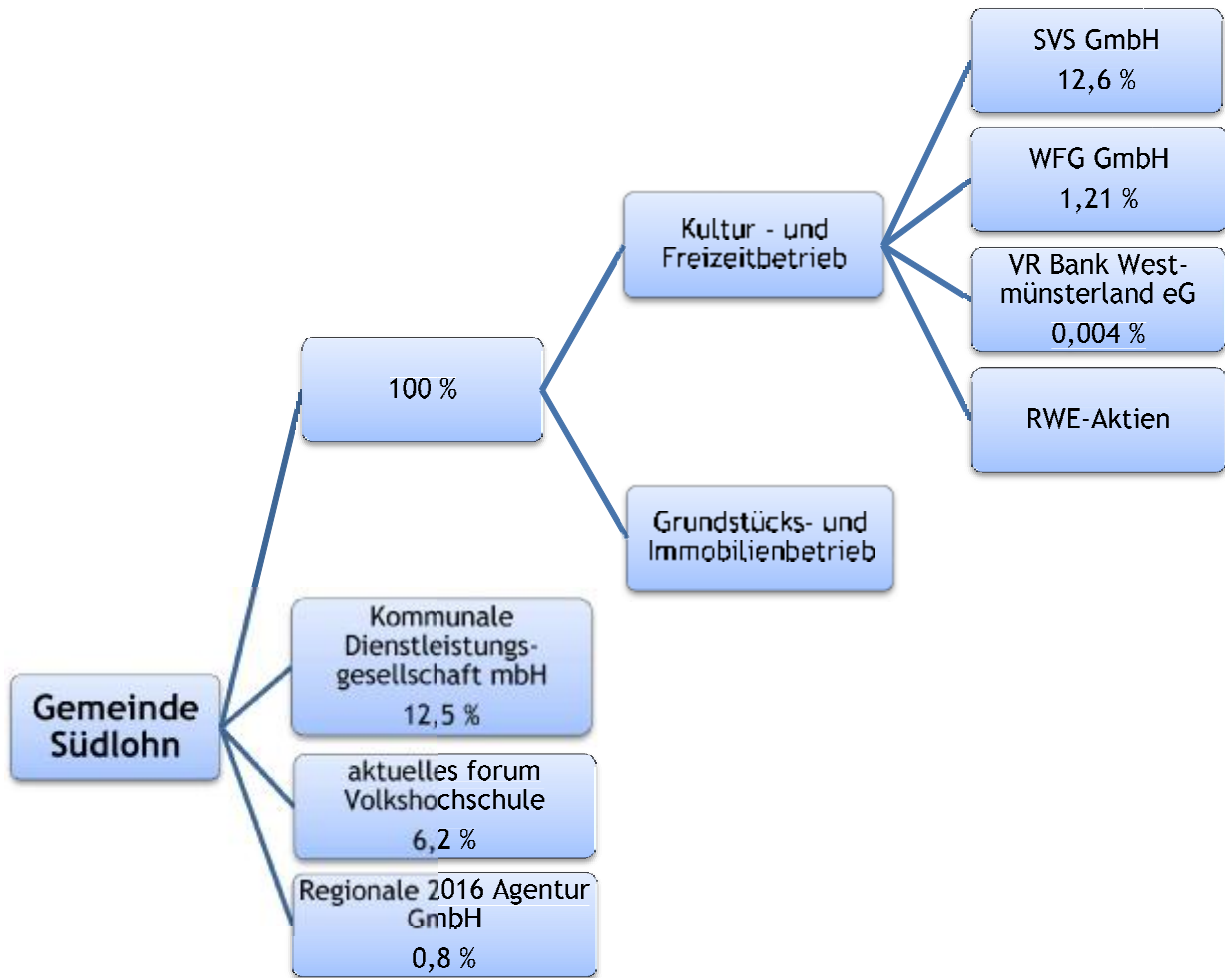 SVS GmbH
12,6 %
WFG GmbH
1,21 %
Kultur - und
Freizeitbetrieb
VR Bank West-
münsterland eG
0,004 %
100 %
RWE-Aktien
Grundstücks- und
Immobilienbetrieb
Kommunale
Dienstleistungs-
gesellschaft mbH
12,5 %
Gemeinde
Südlohn
aktuelles forum
Volkshochschule
6,2 %
Regionale 2016 Agentur
GmbH
0,8 %